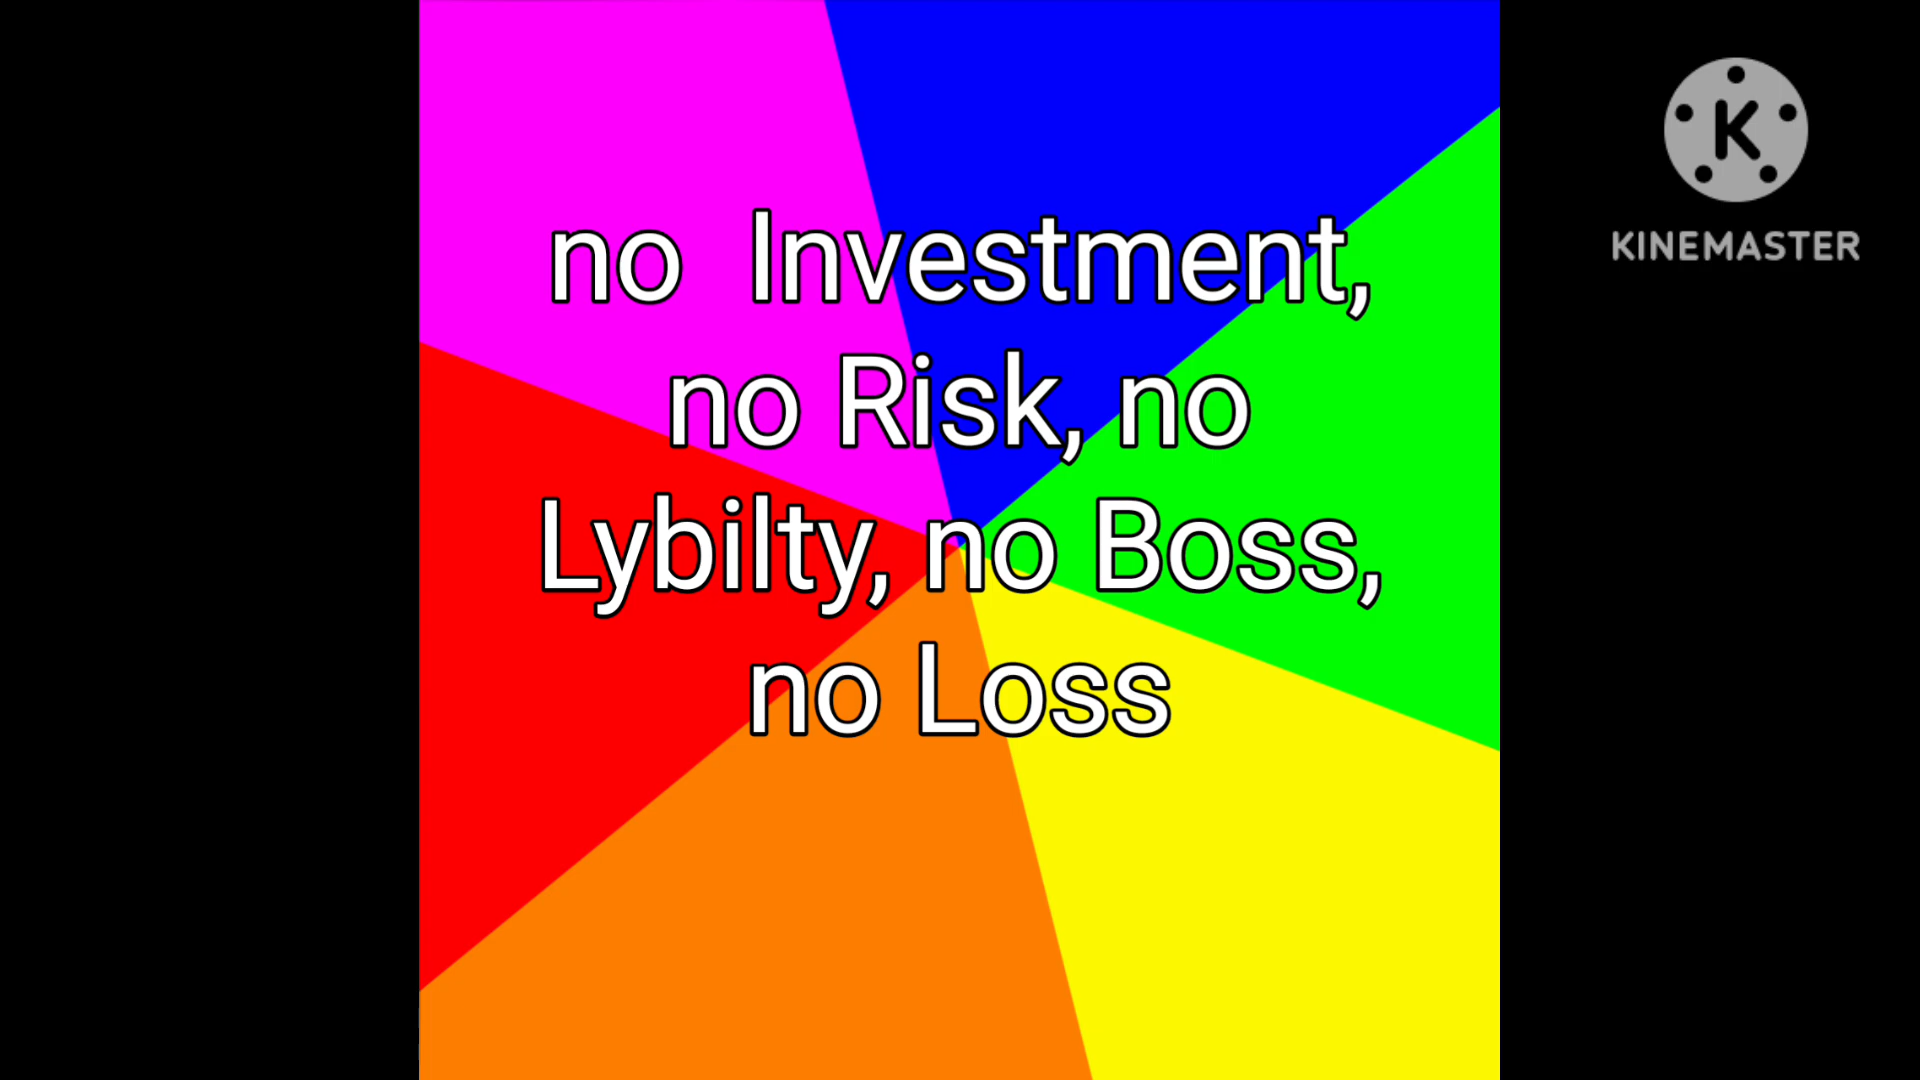 no  Investment,
no Risk, no
Lybilty, no Boss,
no Loss
K
KINEMASTER